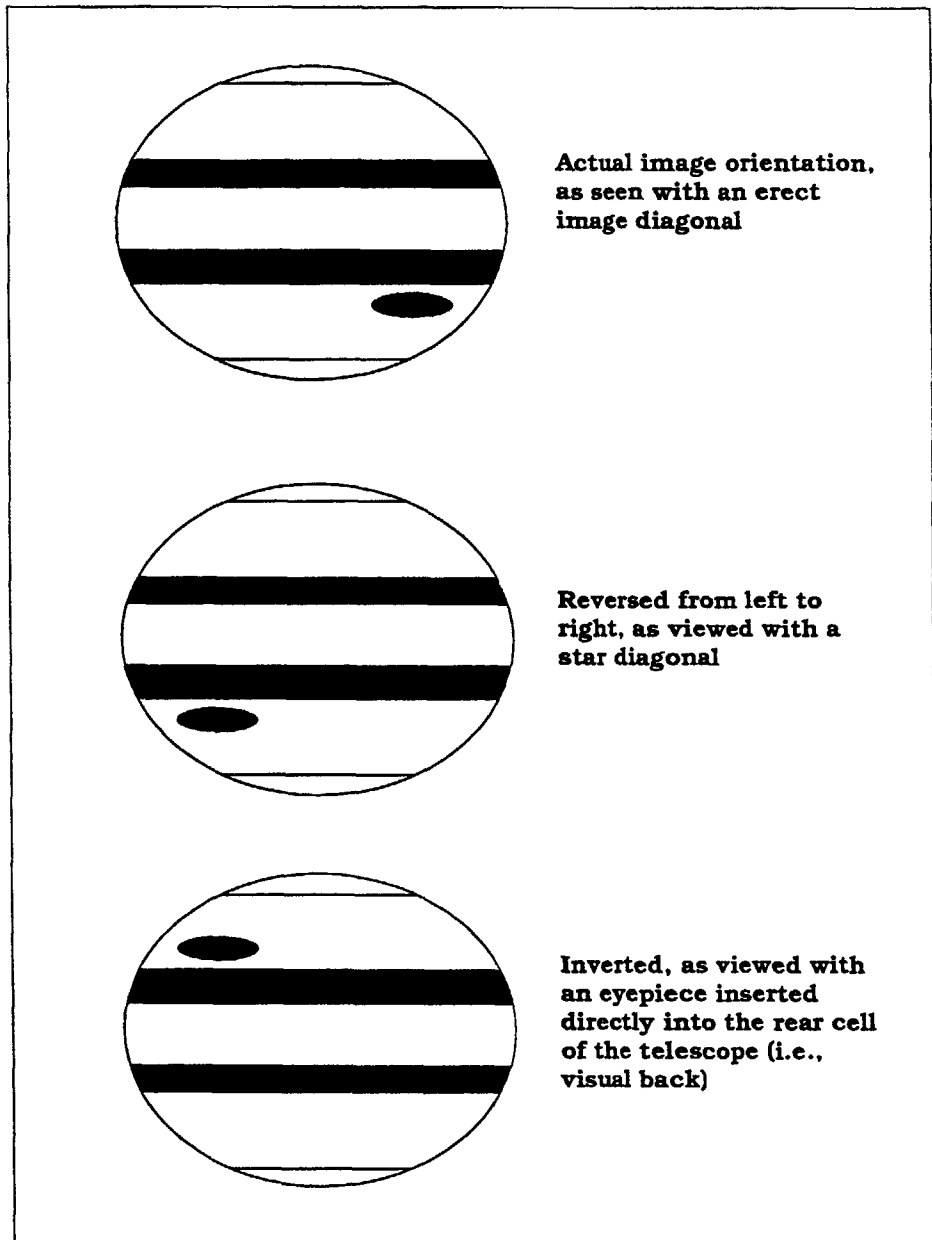 Actual image orientation,
as seen with an erect
image diagonal
Reversed from left to
right, as viewed with a
star diagonal
Inverted, as viewed with
an eyepiece inserted
directly into the rear cell
of the telescope (i.e.,
visual back)